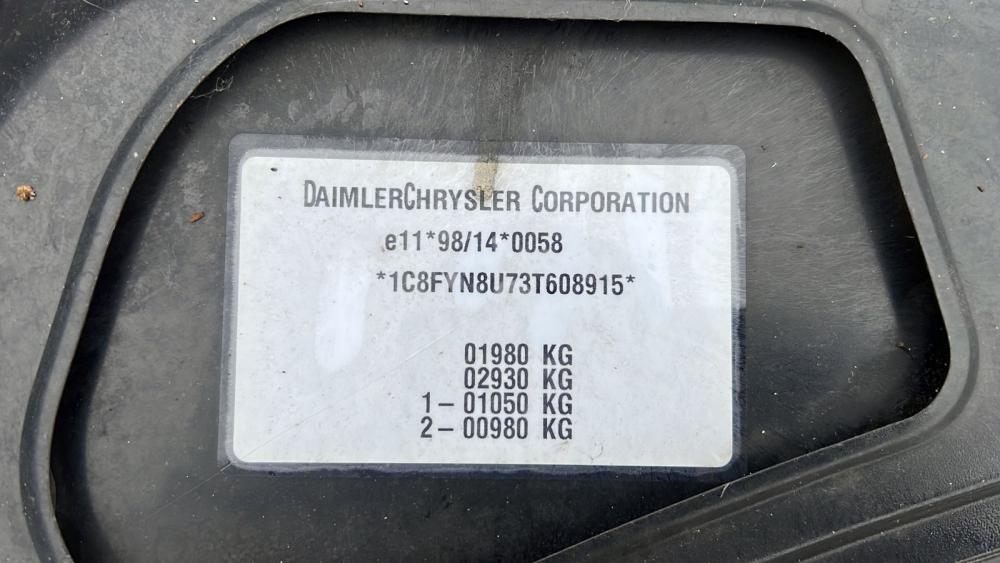 DAIMLERCHRYSLER CORPORATION
e11*98/14*0058
*1C8FYN8U73T608915*
01980 KG
02930 KG
1– 01050 KG
2– 00980 KG